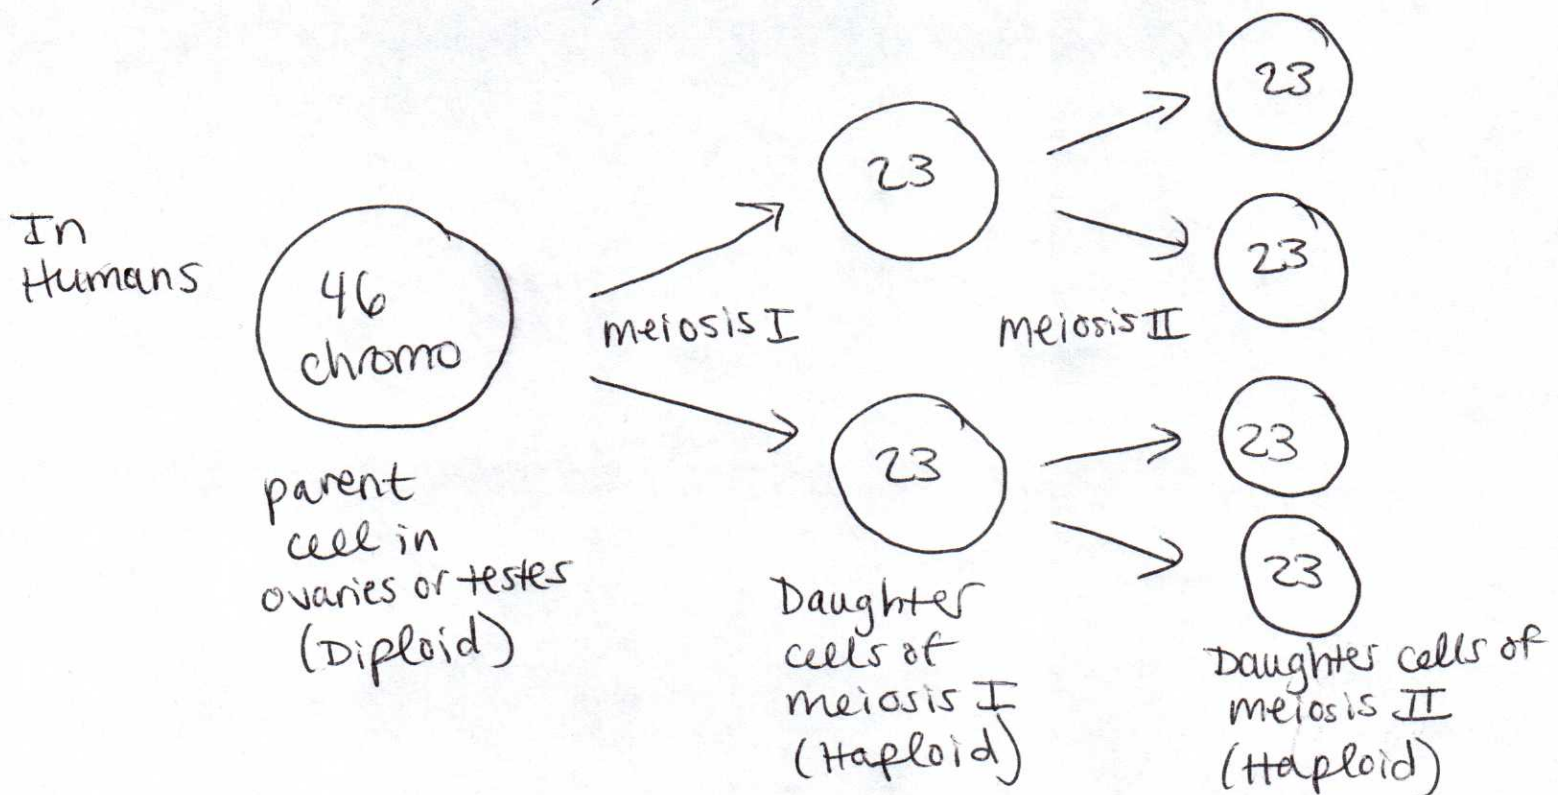 In
Humans
46
chromo
parent
cell in
ovaries or testes
(Diploid)
meiosis I
23
23
Daughter
cells of
meiosis I
(Haploid)
meiosis II
23
23
23
23
Daughter cells of
meiosis II
(Haploid)